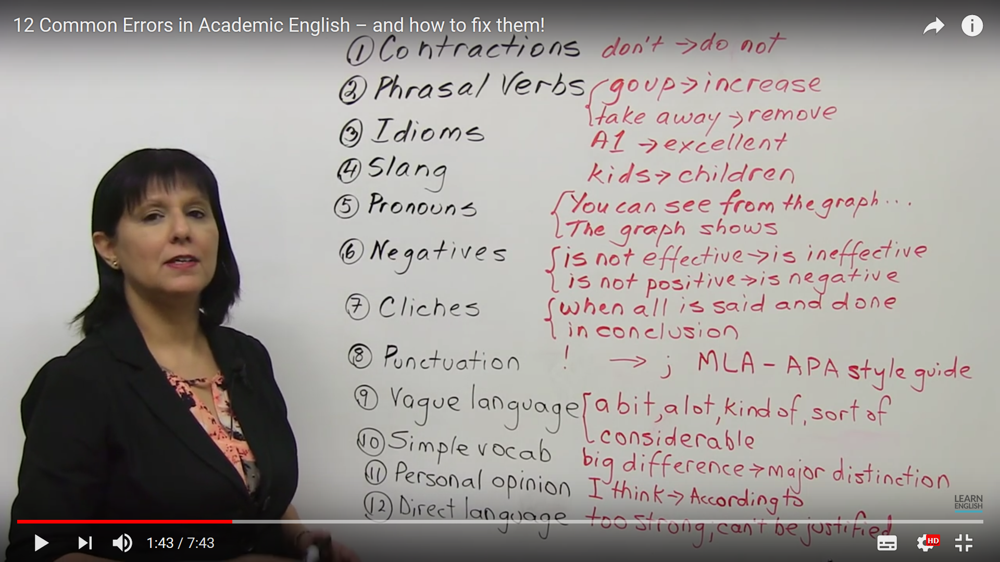 12 Common Errors in Academic English – and how to fix them!
① Contractions don't → do not
② Phrasal Verbs go up → increase
take away → remove
③ Idioms A1 → excellent
④ Slang kids → children
⑤ Pronouns You can see from the graph...
The graph shows
⑥ Negatives is not effective → is ineffective
is not positive → is negative
⑦ Cliches when all is said and done
in conclusion
⑧ Punctuation ! → ; MLA - APA style guide
⑨ Vague language a bit, a lot, kind of, sort of
considerable
⑩ Simple vocab big difference → major distinction
⑪ Personal opinion I think → According to
⑫ Direct language too strong, can't be justified
LEARN
ENGLISH
1:43 / 7:43
HD